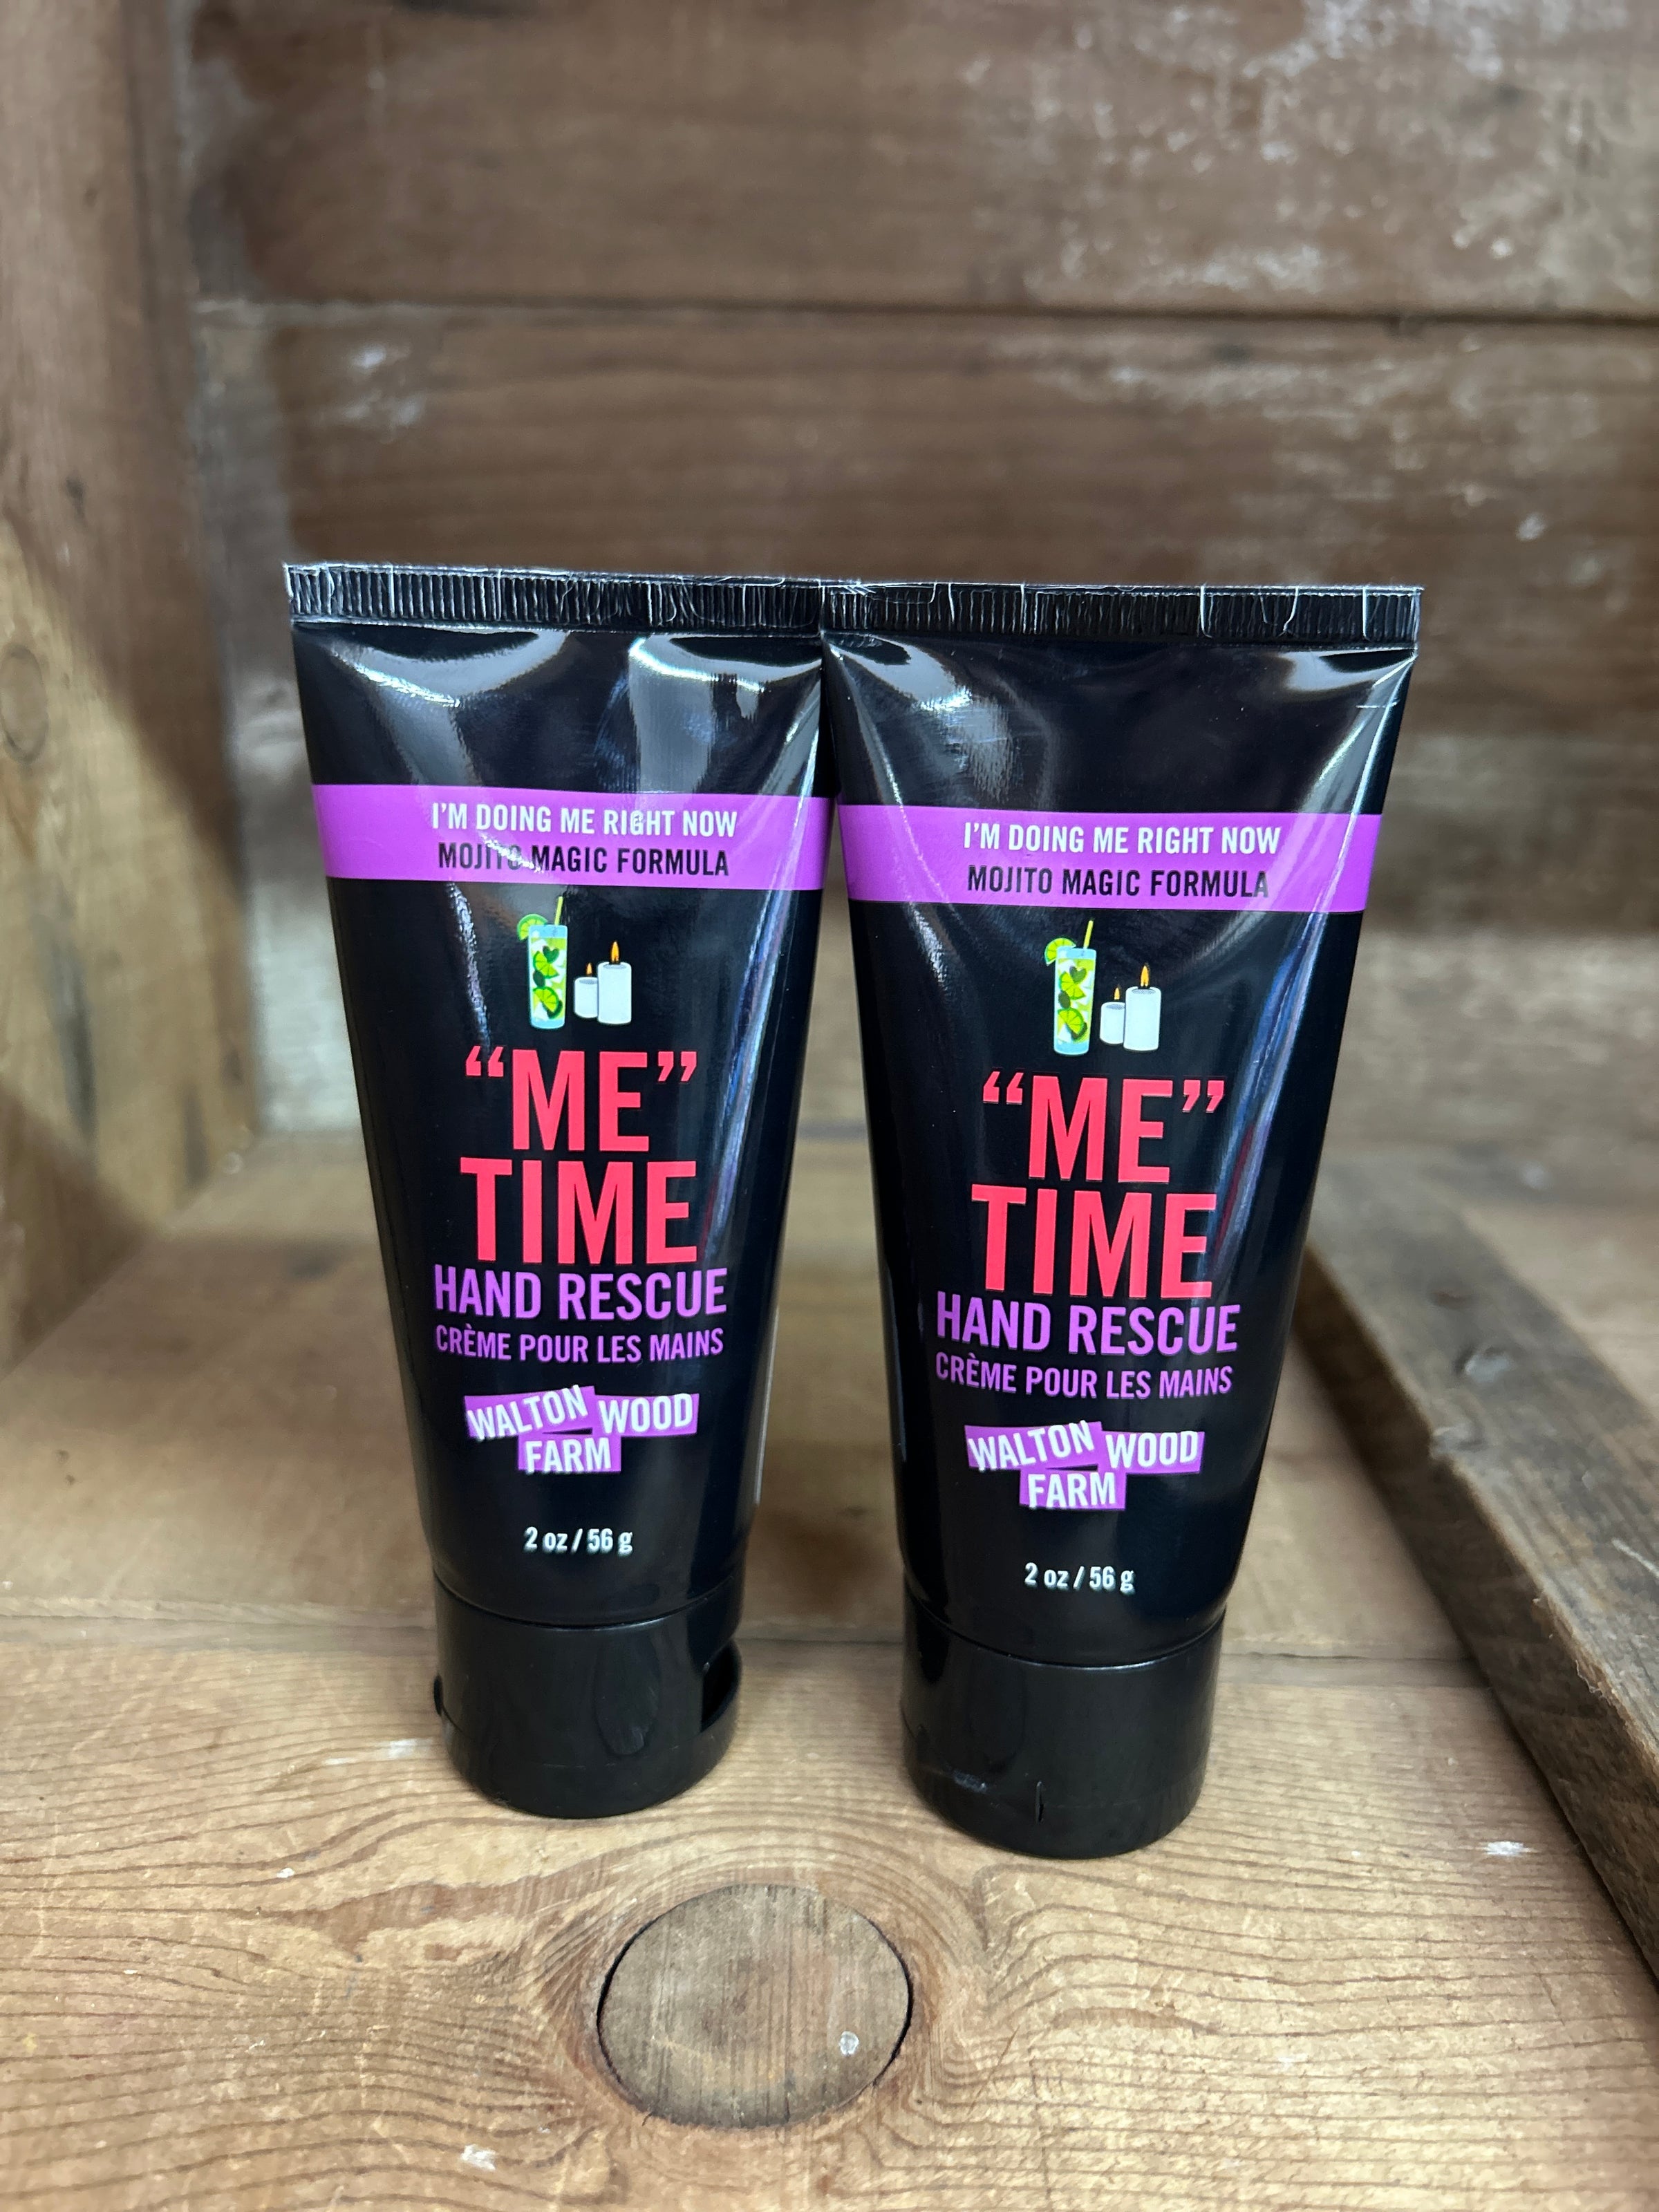 I'M DOING ME RIGHT NOW
MOJITO MAGIC FORMULA
“ME”
TIME
HAND RESCUE
CRÈME POUR LES MAINS
WALTON WOOD
FARM
2 oz / 56 g
I'M DOING ME RIGHT NOW
MOJITO MAGIC FORMULA
“ME”
TIME
HAND RESCUE
CRÈME POUR LES MAINS
WALTON WOOD
FARM
2 oz / 56 g